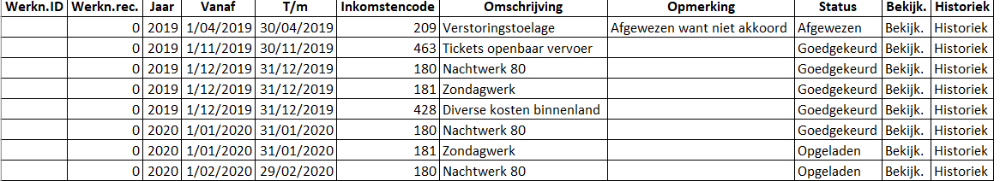 Werkn.ID Werkn.rec. Jaar Vanaf T/m Inkomstencode Omschrijving Opmerking Status Bekijk. Historiek
0 2019 1/04/2019 30/04/2019 209 Verstoringstoelage Afgewezen want niet akkoord Afgewezen Bekijk. Historiek
0 2019 1/11/2019 30/11/2019 463 Tickets openbaar vervoer Goedgekeurd Bekijk. Historiek
0 2019 1/12/2019 31/12/2019 180 Nachtwerk 80 Goedgekeurd Bekijk. Historiek
0 2019 1/12/2019 31/12/2019 181 Zondagwerk Goedgekeurd Bekijk. Historiek
0 2019 1/12/2019 31/12/2019 428 Diverse kosten binnenland Goedgekeurd Bekijk. Historiek
0 2020 1/01/2020 31/01/2020 180 Nachtwerk 80 Goedgekeurd Bekijk. Historiek
0 2020 1/01/2020 31/01/2020 181 Zondagwerk Opgeladen Bekijk. Historiek
0 2020 1/02/2020 29/02/2020 180 Nachtwerk 80 Opgeladen Bekijk. Historiek